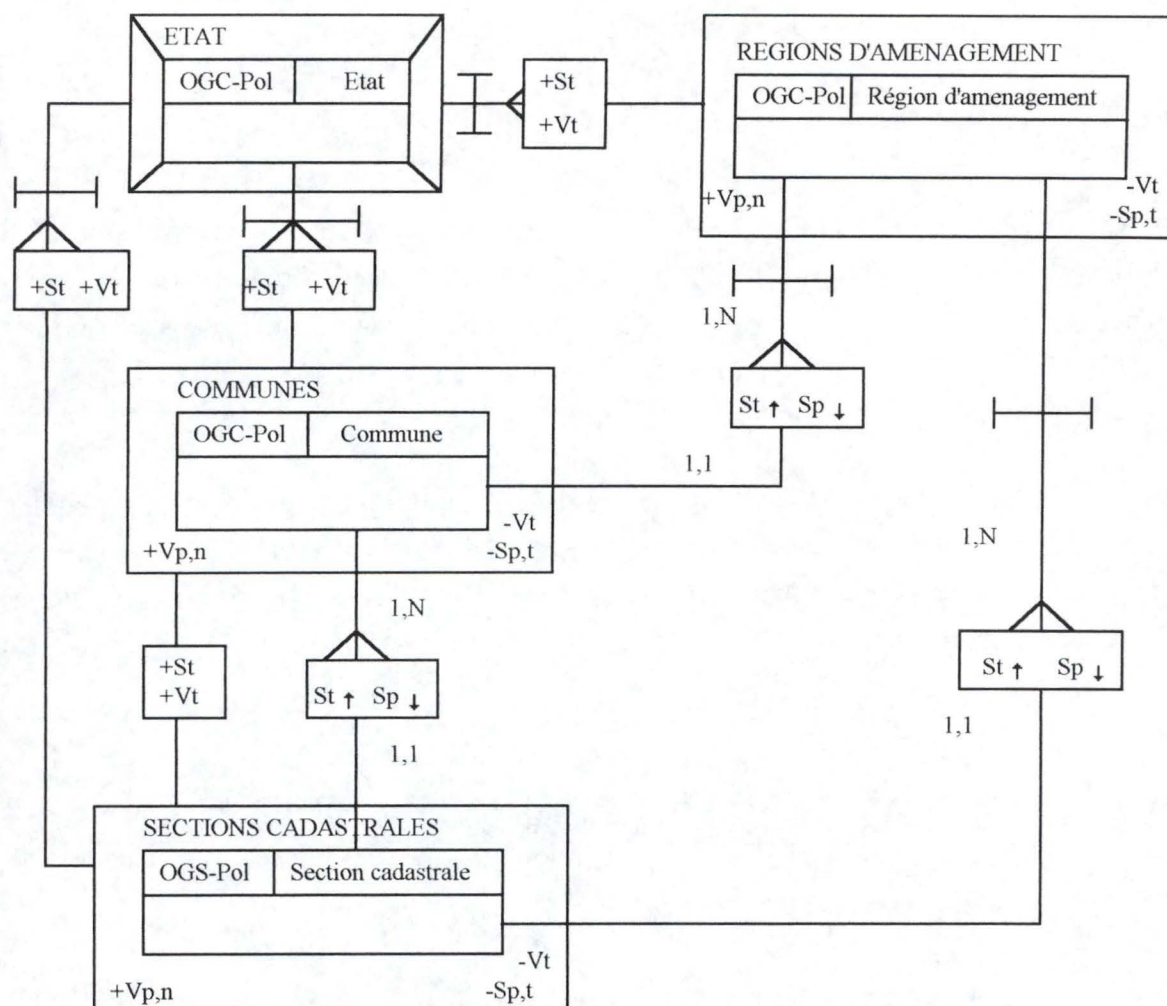 ETAT
OGC-Pol Etat
+St
+Vt
REGIONS D'AMENAGEMENT
OGC-Pol Région d'amenagement
+Vp,n
-Vt
-Sp,t
+St +Vt
+St +Vt
1,N
St ↑ Sp ↓
1,1
COMMUNES
OGC-Pol Commune
-Vt
+Vp,n
-Sp,t
1,N
1,N
+St
+Vt
St ↑ Sp ↓
1,1
St ↑ Sp ↓
1,1
SECTIONS CADASTRALES
OGS-Pol Section cadastrale
-Vt
+Vp,n
-Sp,t